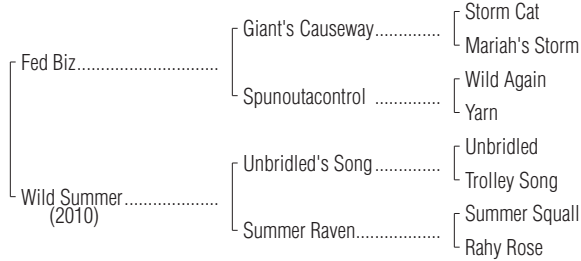 Storm Cat
Giant's Causeway..............
Mariah's Storm
Fed Biz..............................
Wild Again
Spunoutacontrol ..............
Yarn
Unbridled
Unbridled's Song..............
Trolley Song
Wild Summer....................
(2010)
Summer Squall
Summer Raven..................
Rahy Rose